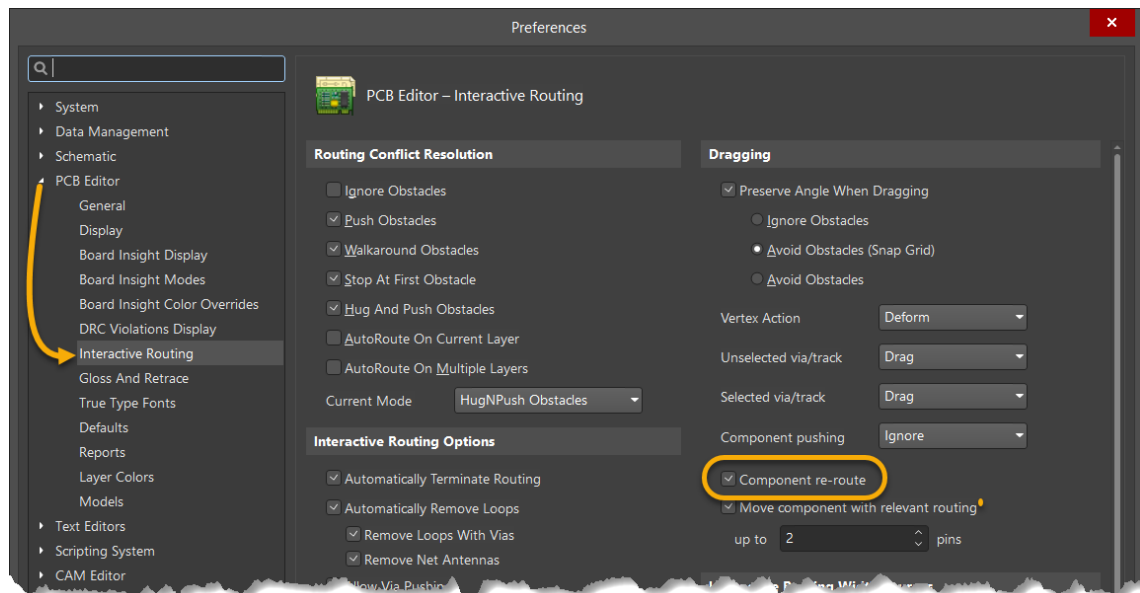 Preferences
System
Data Management
Schematic
PCB Editor
General
Display
Board Insight Display
Board Insight Modes
Board Insight Color Overrides
DRC Violations Display
Interactive Routing
Gloss And Retrace
True Type Fonts
Defaults
Reports
Layer Colors
Models
Text Editors
Scripting System
CAM Editor
PCB Editor – Interactive Routing
Routing Conflict Resolution
Ignore Obstacles
Push Obstacles
Walkaround Obstacles
Stop At First Obstacle
Hug And Push Obstacles
AutoRoute On Current Layer
AutoRoute On Multiple Layers
Current Mode HugNPush Obstacles
Interactive Routing Options
Automatically Terminate Routing
Automatically Remove Loops
Remove Loops With Vias
Remove Net Antennas
Via Pushing
Dragging
Preserve Angle When Dragging
Ignore Obstacles
Avoid Obstacles (Snap Grid)
Avoid Obstacles
Vertex Action Deform
Unselected via/track Drag
Selected via/track Drag
Component pushing Ignore
Component re-route
Move component with relevant routing
up to 2 pins